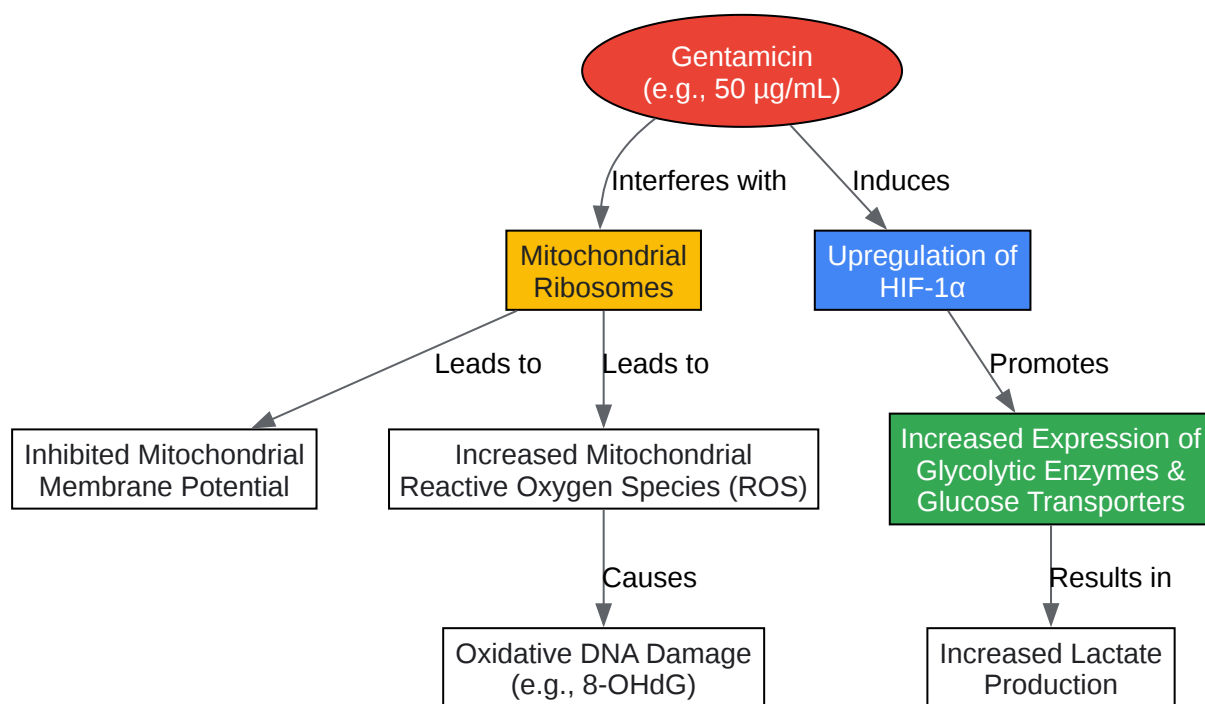 Gentamicin
(e.g., 50 µg/mL)
Interferes with
Induces
Mitochondrial
Ribosomes
Upregulation of
HIF-1α
Leads to
Leads to
Promotes
Inhibited Mitochondrial
Membrane Potential
Increased Mitochondrial
Reactive Oxygen Species (ROS)
Increased Expression of
Glycolytic Enzymes &
Glucose Transporters
Causes
Results in
Oxidative DNA Damage
(e.g., 8-OHdG)
Increased Lactate
Production